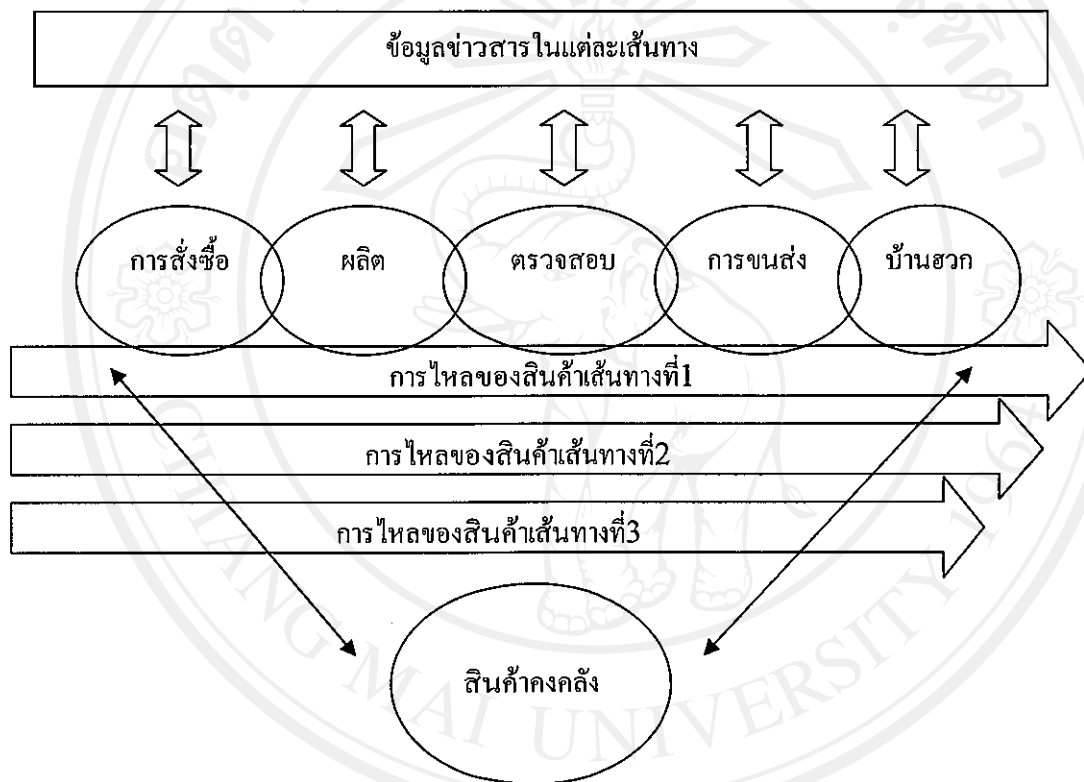 ข้อมูลข่าวสารในแต่ละเส้นทาง
การสั่งซื้อ
ผลิต
ตรวจสอบ
การขนส่ง
บ้านฮวก
การไหลของสินค้าเส้นทางที่1
การไหลของสินค้าเส้นทางที่2
การไหลของสินค้าเส้นทางที่3
สินค้าคงคลัง
CHIANG MAI UNIVERSITY 1964